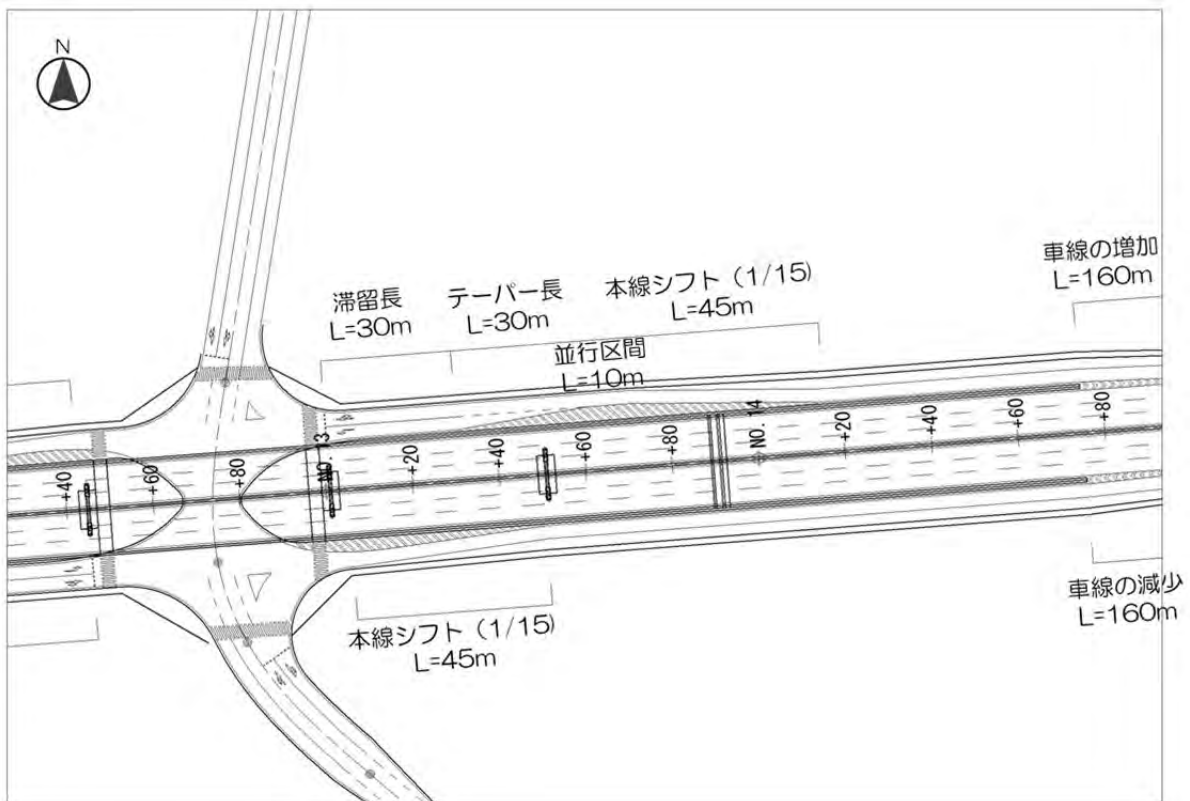 N
車線の増加
L=160m
滞留長
L=30m
テーパー長
L=30m
本線シフト（1/15）
L=45m
並行区間
L=10m
+40
+60
+80
NO. 13
+20
+40
+60
+80
NO. 14
+20
+40
+60
+80
本線シフト（1/15）
L=45m
車線の減少
L=160m